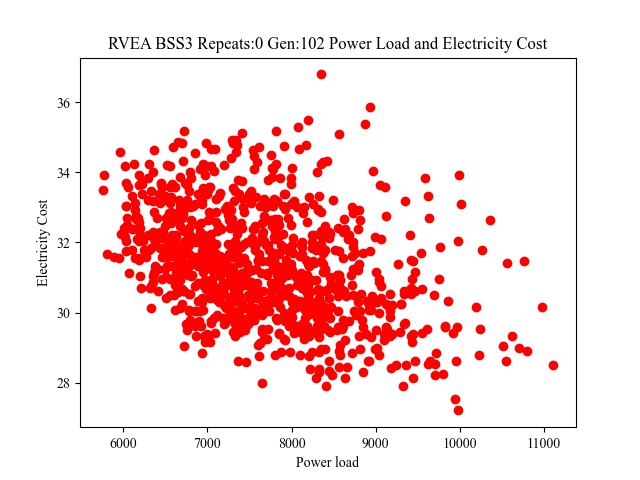 RVEA BSS3 Repeats:0 Gen:102 Power Load and Electricity Cost
36
34
32
30
28
Electricity Cost
6000 7000 8000 9000 10000 11000
Power load